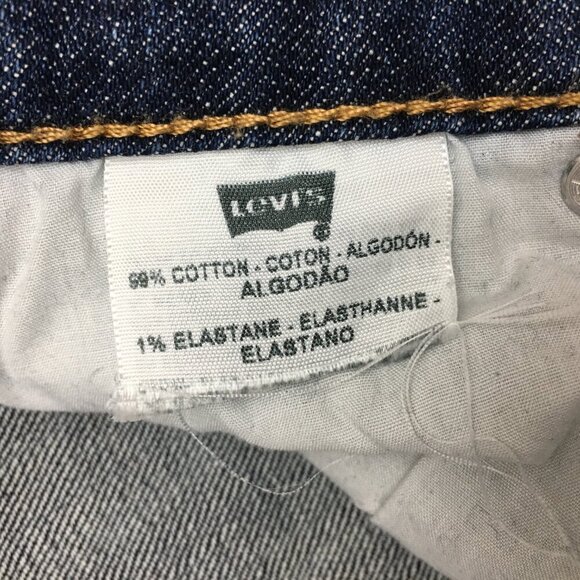 LEVI'S
99% COTTON - COTON - ALGODÓN -
ALGODÃO
1% ELASTANE - ELASTHANNE -
ELASTANO